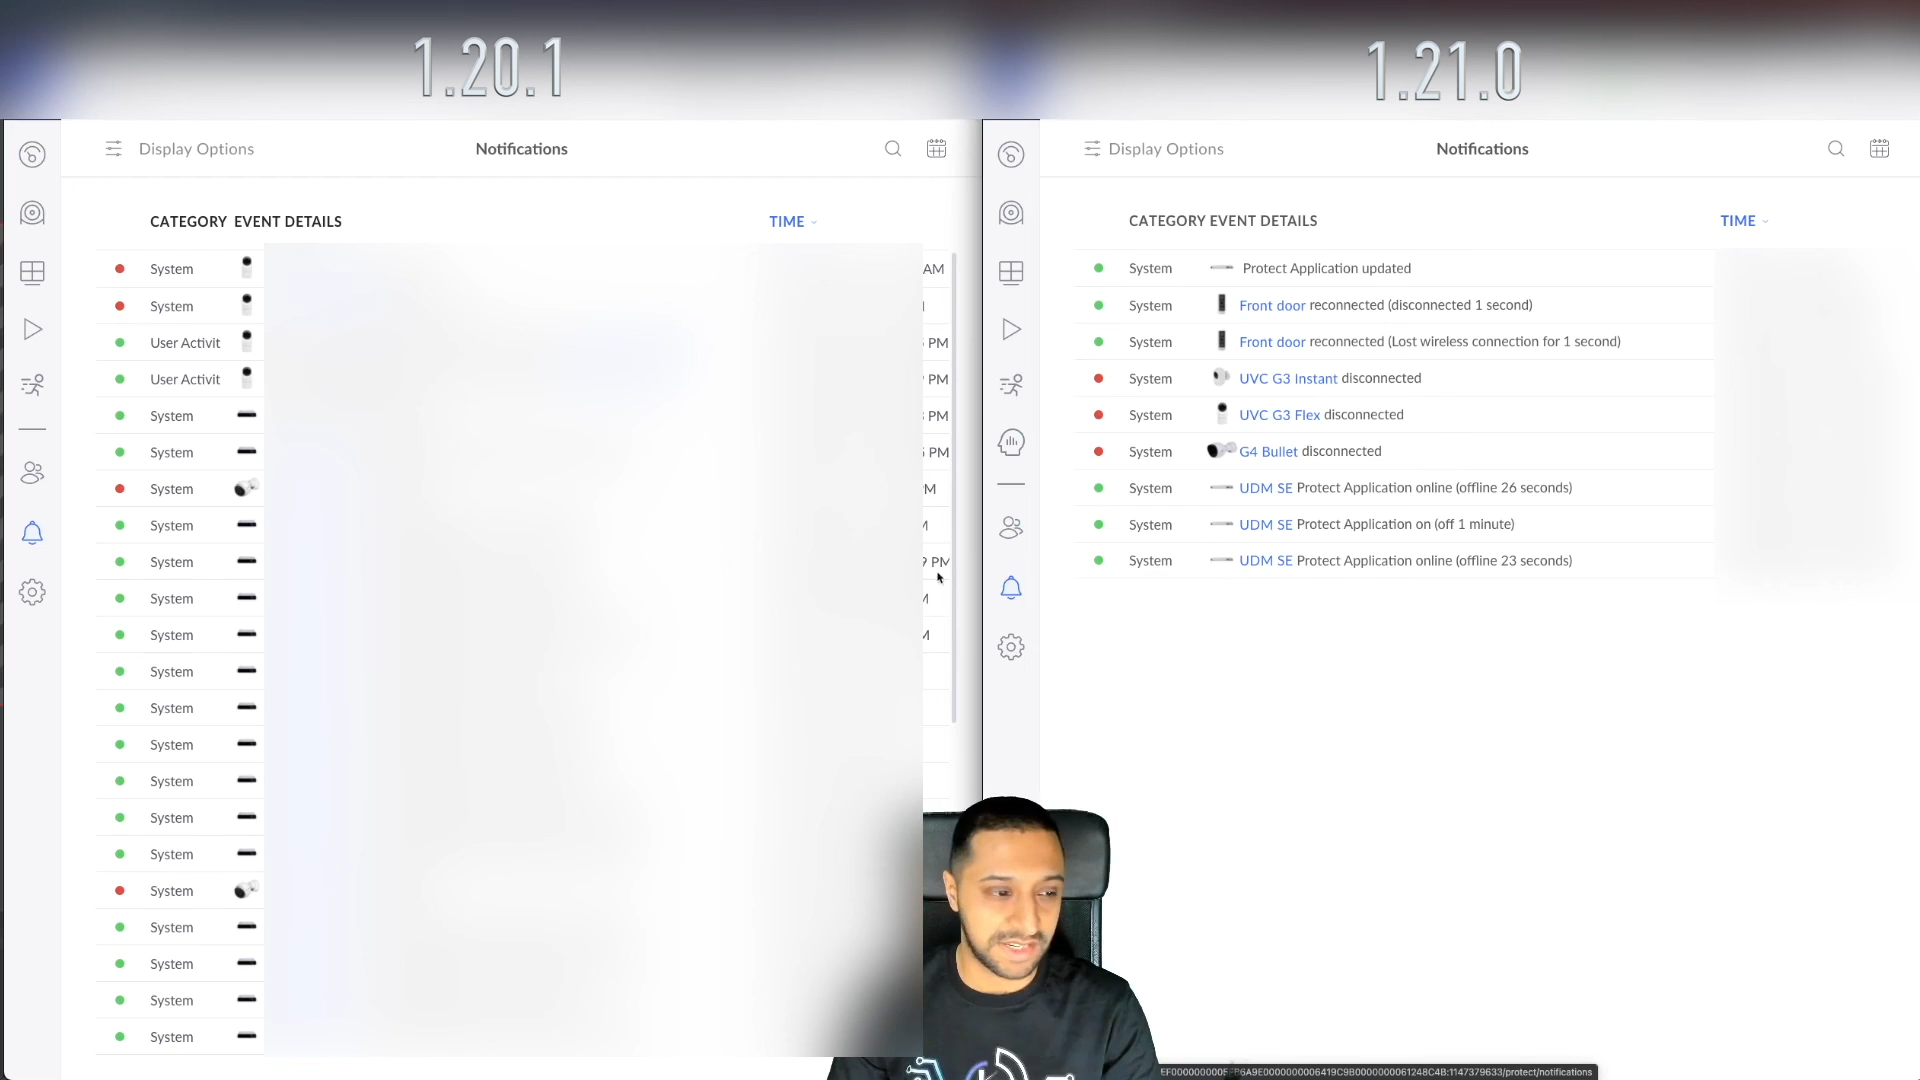 1.20.1
1.21.0
Display Options
Notifications
CATEGORY EVENT DETAILS
TIME
System
AM
System
User Activit
PM
User Activit
PM
System
PM
System
PM
System
System
System
9 PM
System
System
System
System
System
System
System
System
System
System
System
System
System
Display Options
Notifications
CATEGORY EVENT DETAILS
TIME
System Protect Application updated
System Front door reconnected (disconnected 1 second)
System Front door reconnected (Lost wireless connection for 1 second)
System UVC G3 Instant disconnected
System UVC G3 Flex disconnected
System G4 Bullet disconnected
System UDM SE Protect Application online (offline 26 seconds)
System UDM SE Protect Application on (off 1 minute)
System UDM SE Protect Application online (offline 23 seconds)